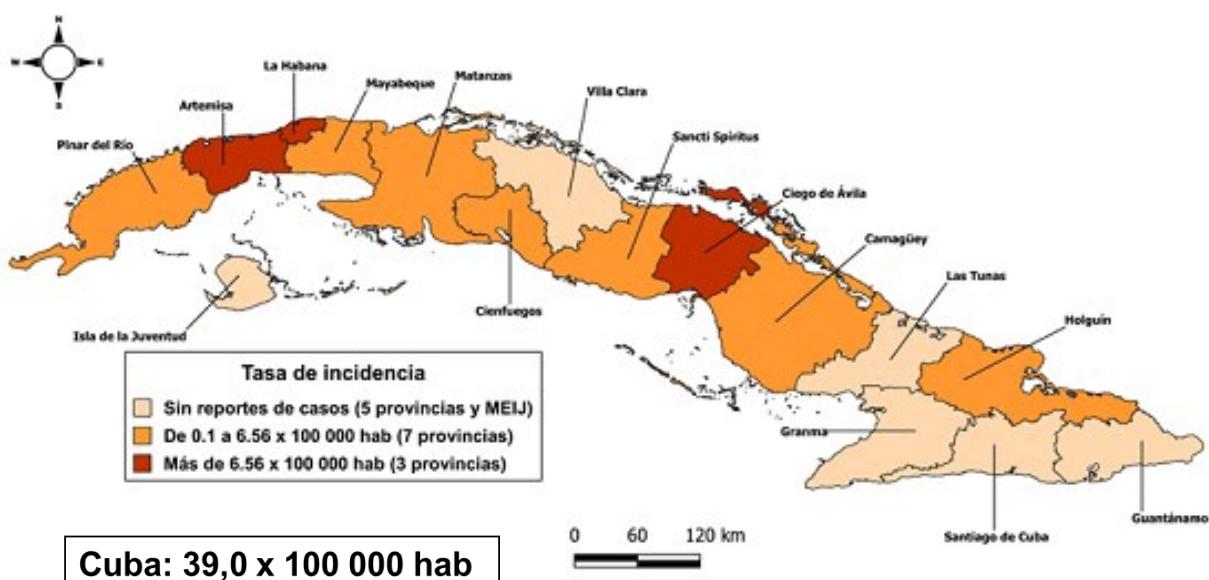 N
W
E
S
La Habana
Mayabeque
Matanzas
Artemisa
Villa Clara
Pinar del Río
Sancti Spíritus
Ciego de Ávila
Camagüey
Las Tunas
Holguín
Cienfuegos
Isla de la Juventud
Granma
Guantánamo
Santiago de Cuba
Tasa de incidencia
Sin reportes de casos (5 provincias y MEIJ)
De 0.1 a 6.56 x 100 000 hab (7 provincias)
Más de 6.56 x 100 000 hab (3 provincias)
0 60 120 km
Cuba: 39,0 x 100 000 hab